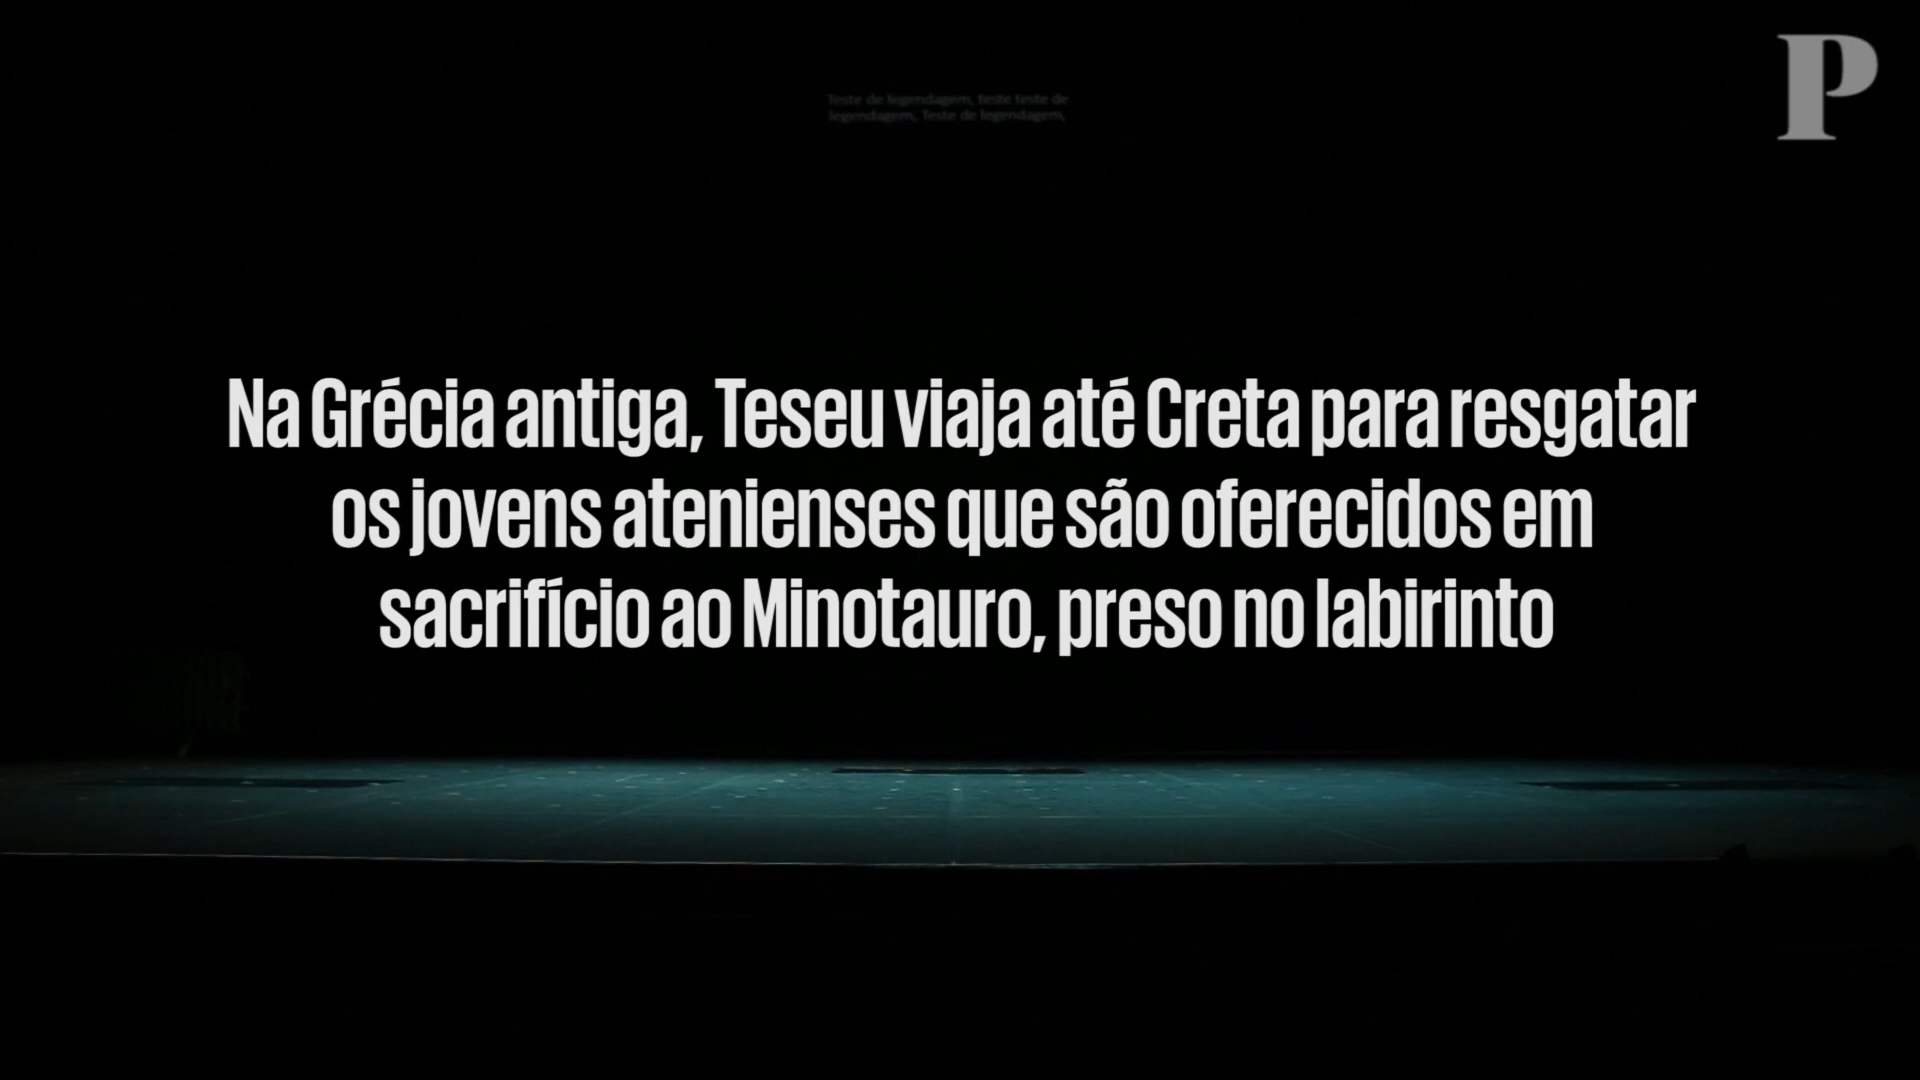 P
Teste de legendagem, teste teste de
legendagem, Teste de legendagem,
Na Grécia antiga, Teseu viaja até Creta para resgatar
os jovens atenienses que são oferecidos em
sacrifício ao Minotauro, preso no labirinto